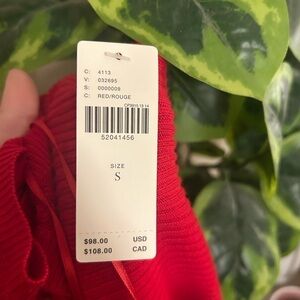 C: 4113
V: 032695
S: 0000009
C: RED/ROUGE
52041456
SIZE
S
$98.00 USD
$108.00 CAD